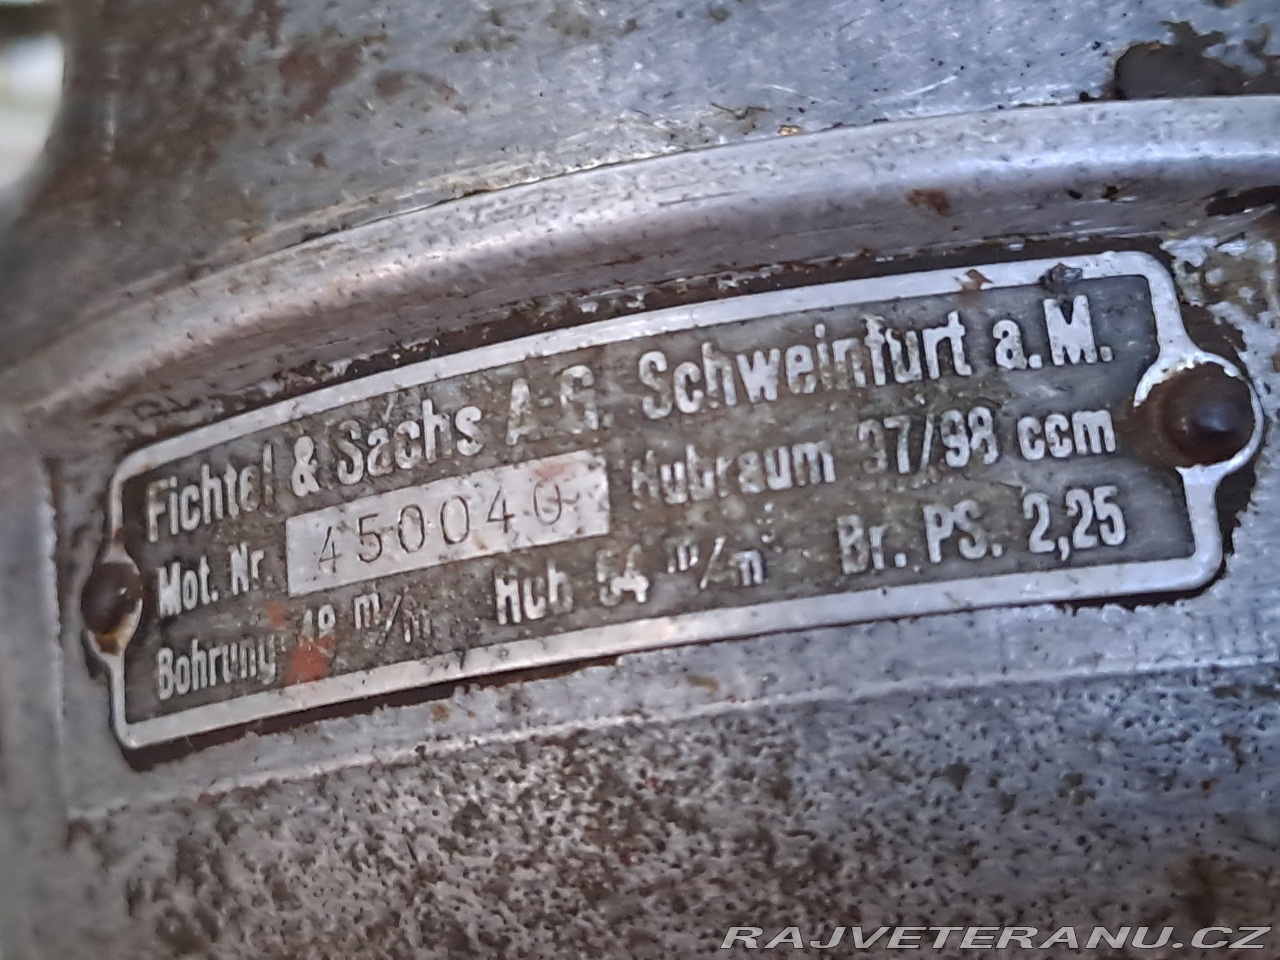 Fichtel & Sachs A-G. Schweinfurt a.M.
Mot. Nr. 450040 Hubraum 97/98 ccm
Bohrung 48 m/m Hub 54 m/m Br. PS. 2,25
RAJVETERANU.CZ